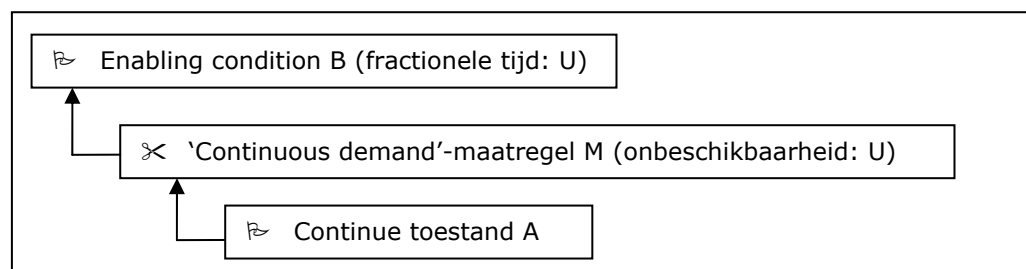 Enabling condition B (fractionele tijd: U)
‘Continuous demand’-maatregel M (onbeschikbaarheid: U)
Continue toestand A